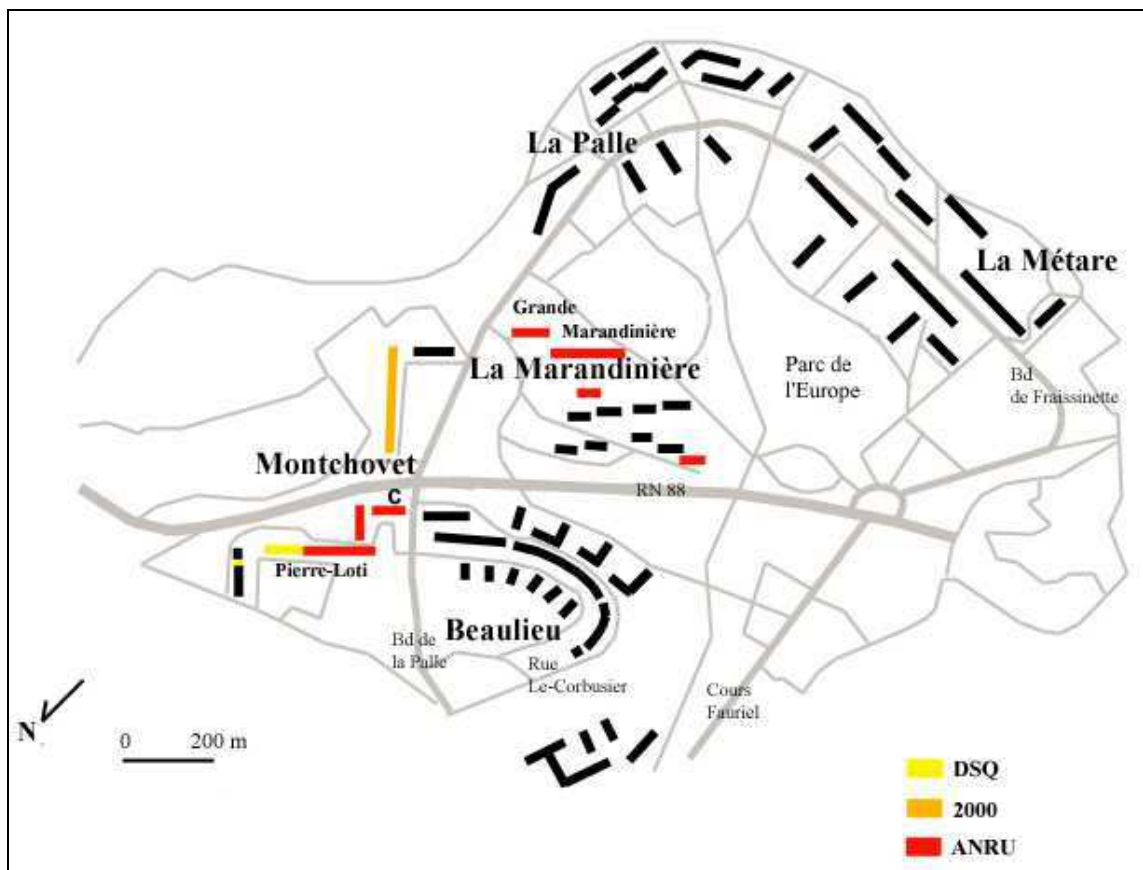 La Palle
La Métare
Grande
Marandinière
La Marandinière
Parc de
l'Europe
Bd
de Fraissinette
Montchovet
C
RN 88
Pierre-Loti
Beaulieu
Bd de
la Palle
Rue
Le-Corbusier
Cours
Fauriel
N
0 200 m
DSQ
2000
ANRU